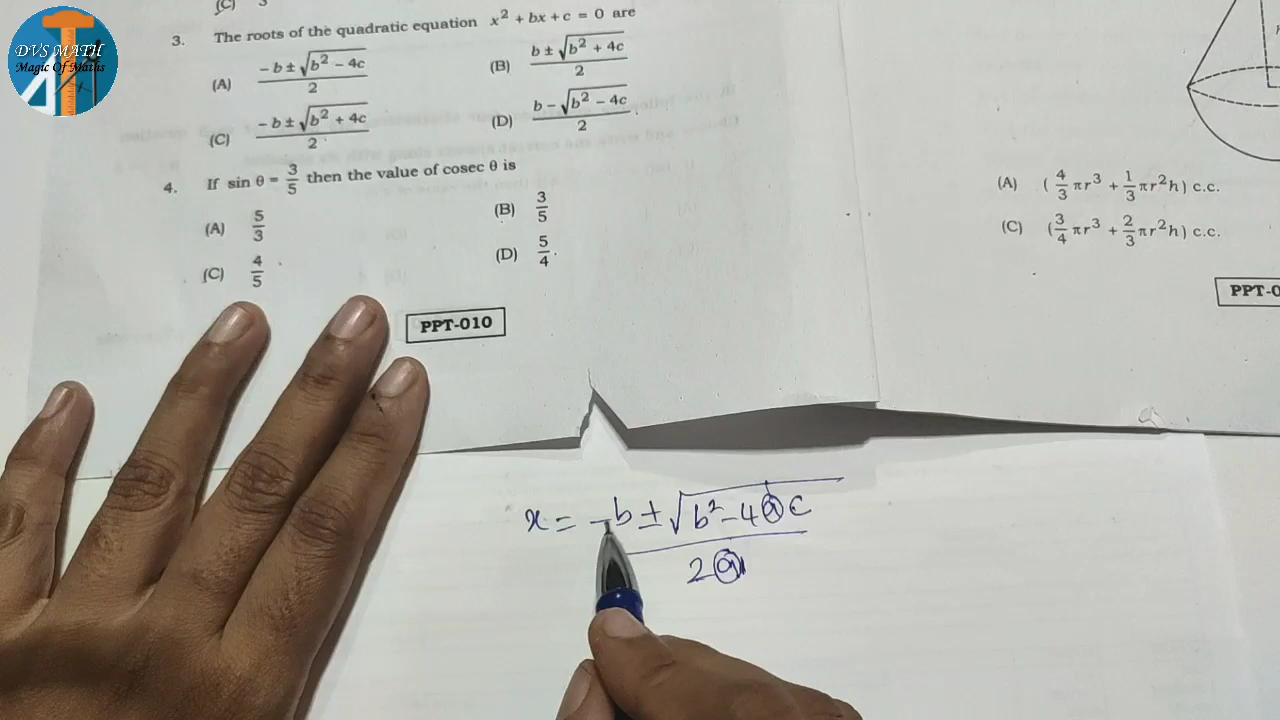 DVS MATH
Magic Of Maths
(C) 3
3. The roots of the quadratic equation x² + bx + c = 0 are
(A) (-b ± √(b² - 4c))/2 (B) (b ± √(b² + 4c))/2
(C) (-b ± √(b² + 4c))/2 (D) (b - √(b² - 4c))/2.
4. If sin θ = 3/5 then the value of cosec θ is
(A) 5/3 (B) 3/5
(C) 4/5 (D) 5/4.
PPT-010
(A) (4/3 πr³ + 1/3 πr²h) c.c.
(C) (3/4 πr³ + 2/3 πr²h) c.c.
PPT-0
x = -b ± √(b² - 4ac)
2a